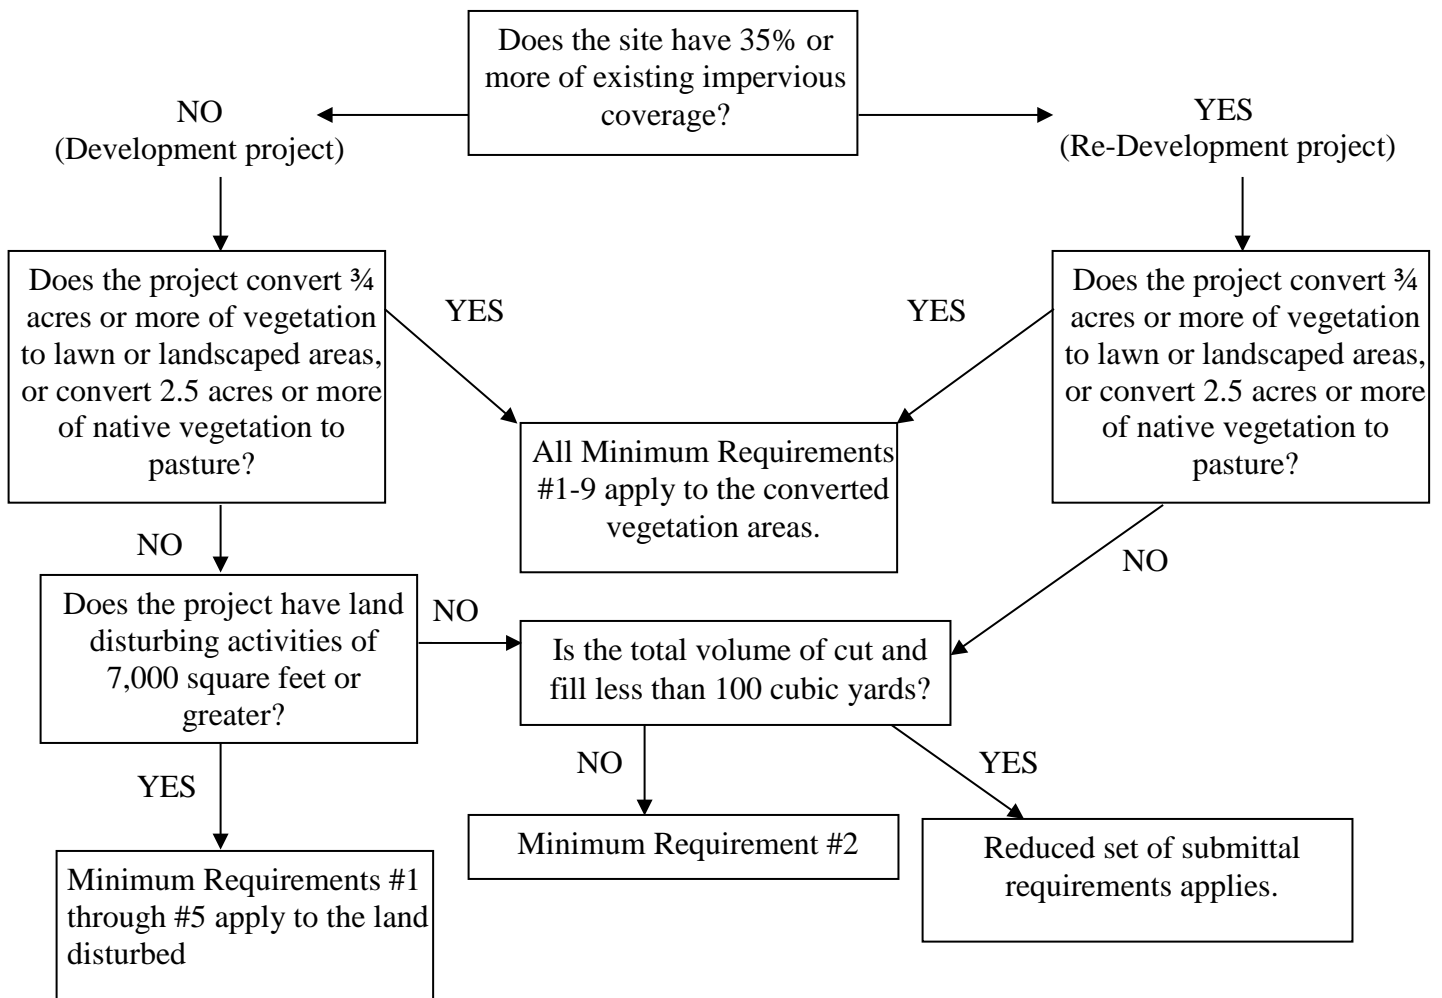 Does the site have 35% or
more of existing impervious
coverage?
NO
(Development project)
YES
(Re-Development project)
Does the project convert ¾
acres or more of vegetation
to lawn or landscaped areas,
or convert 2.5 acres or more
of native vegetation to
pasture?
YES
YES
Does the project convert ¾
acres or more of vegetation
to lawn or landscaped areas,
or convert 2.5 acres or more
of native vegetation to
pasture?
All Minimum Requirements
#1-9 apply to the converted
vegetation areas.
NO
NO
Does the project have land
disturbing activities of
7,000 square feet or
greater?
NO
Is the total volume of cut and
fill less than 100 cubic yards?
YES
NO
YES
Minimum Requirement #2
Reduced set of submittal
requirements applies.
Minimum Requirements #1
through #5 apply to the land
disturbed